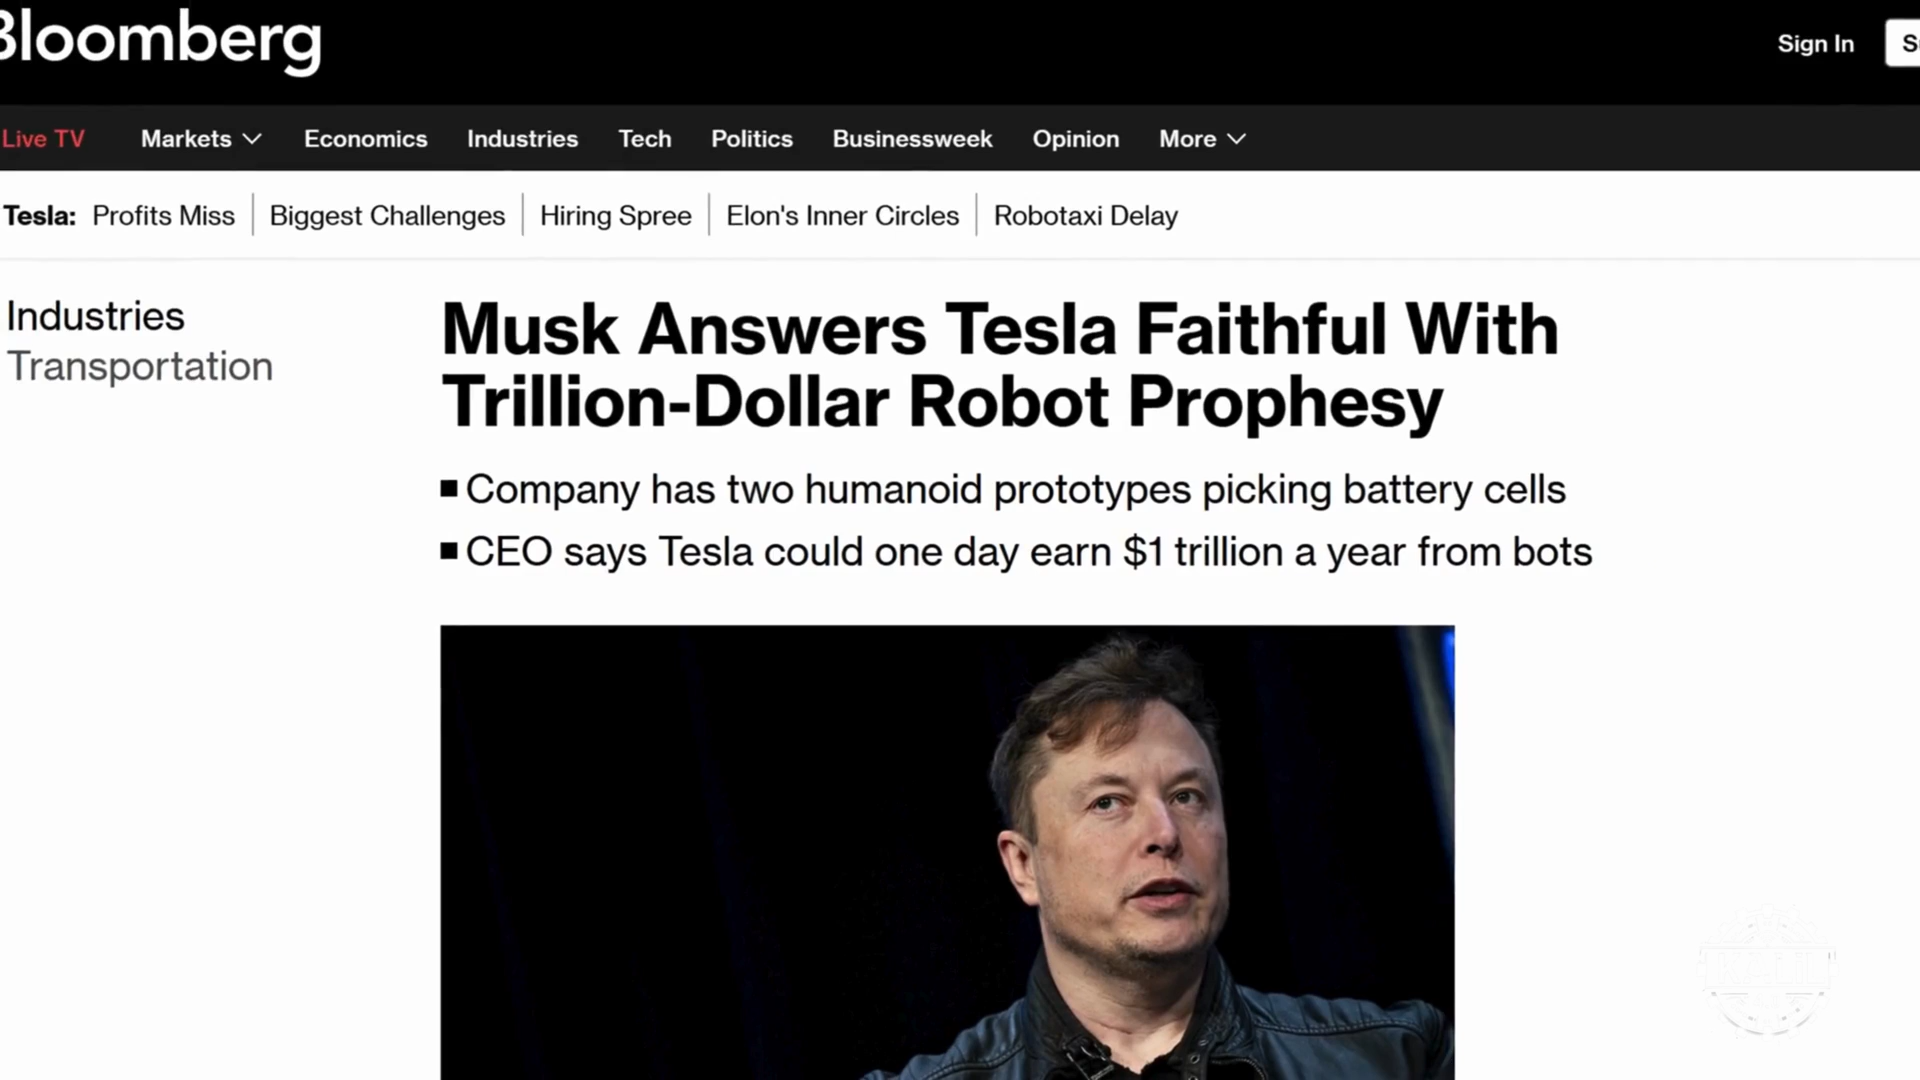 Bloomberg
Sign In
Live TV Markets Economics Industries Tech Politics Businessweek Opinion More
Tesla: Profits Miss Biggest Challenges Hiring Spree Elon's Inner Circles Robotaxi Delay
Industries
Transportation
Musk Answers Tesla Faithful With
Trillion-Dollar Robot Prophesy
Company has two humanoid prototypes picking battery cells
CEO says Tesla could one day earn $1 trillion a year from bots